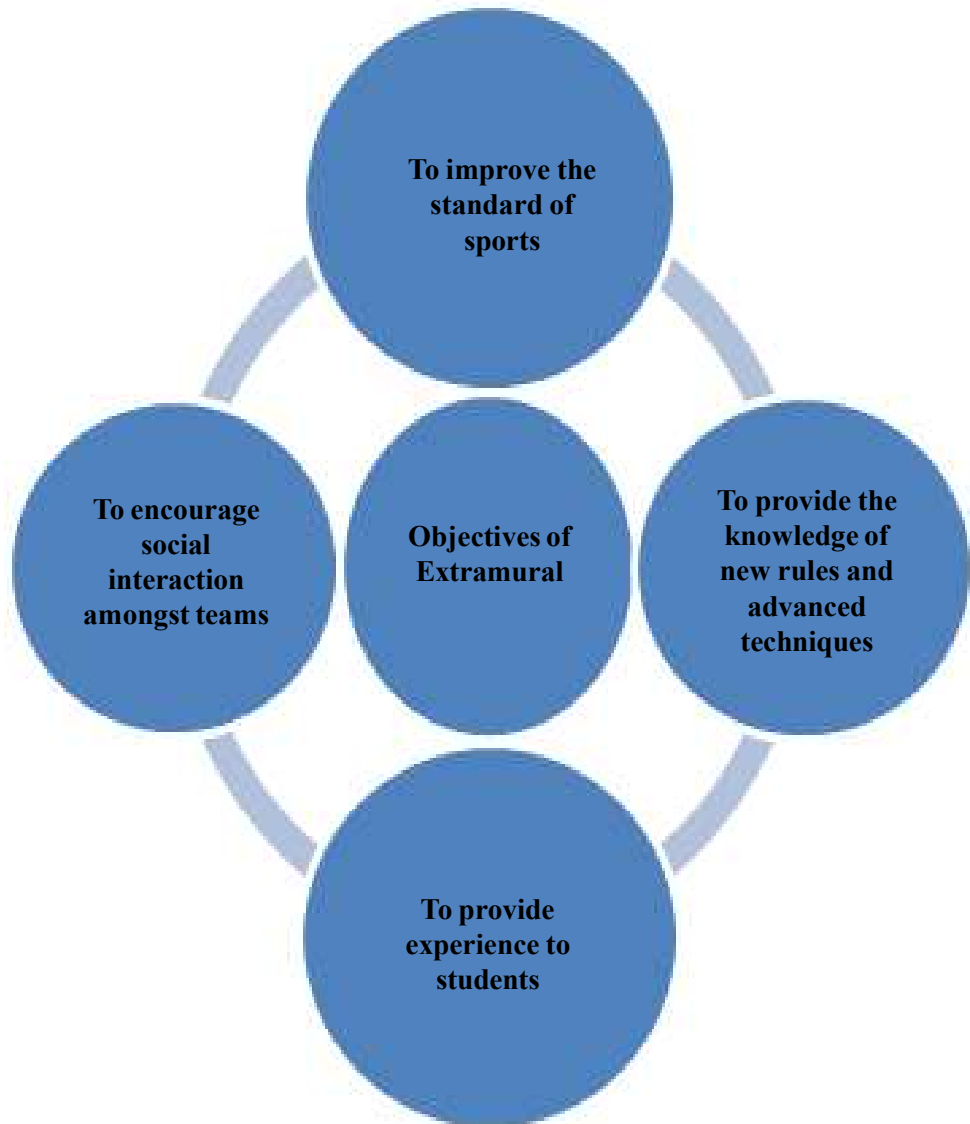 To improve the
standard of
sports
To encourage
social
interaction
amongst teams
Objectives of
Extramural
To provide the
knowledge of
new rules and
advanced
techniques
To provide
experience to
students